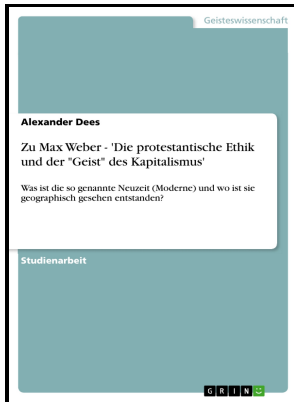 Geisteswissenschaft
Alexander Dees
Zu Max Weber - 'Die protestantische Ethik
und der "Geist" des Kapitalismus'
Was ist die so genannte Neuzeit (Moderne) und wo ist sie
geographisch gesehen entstanden?
Studienarbeit
GRIN